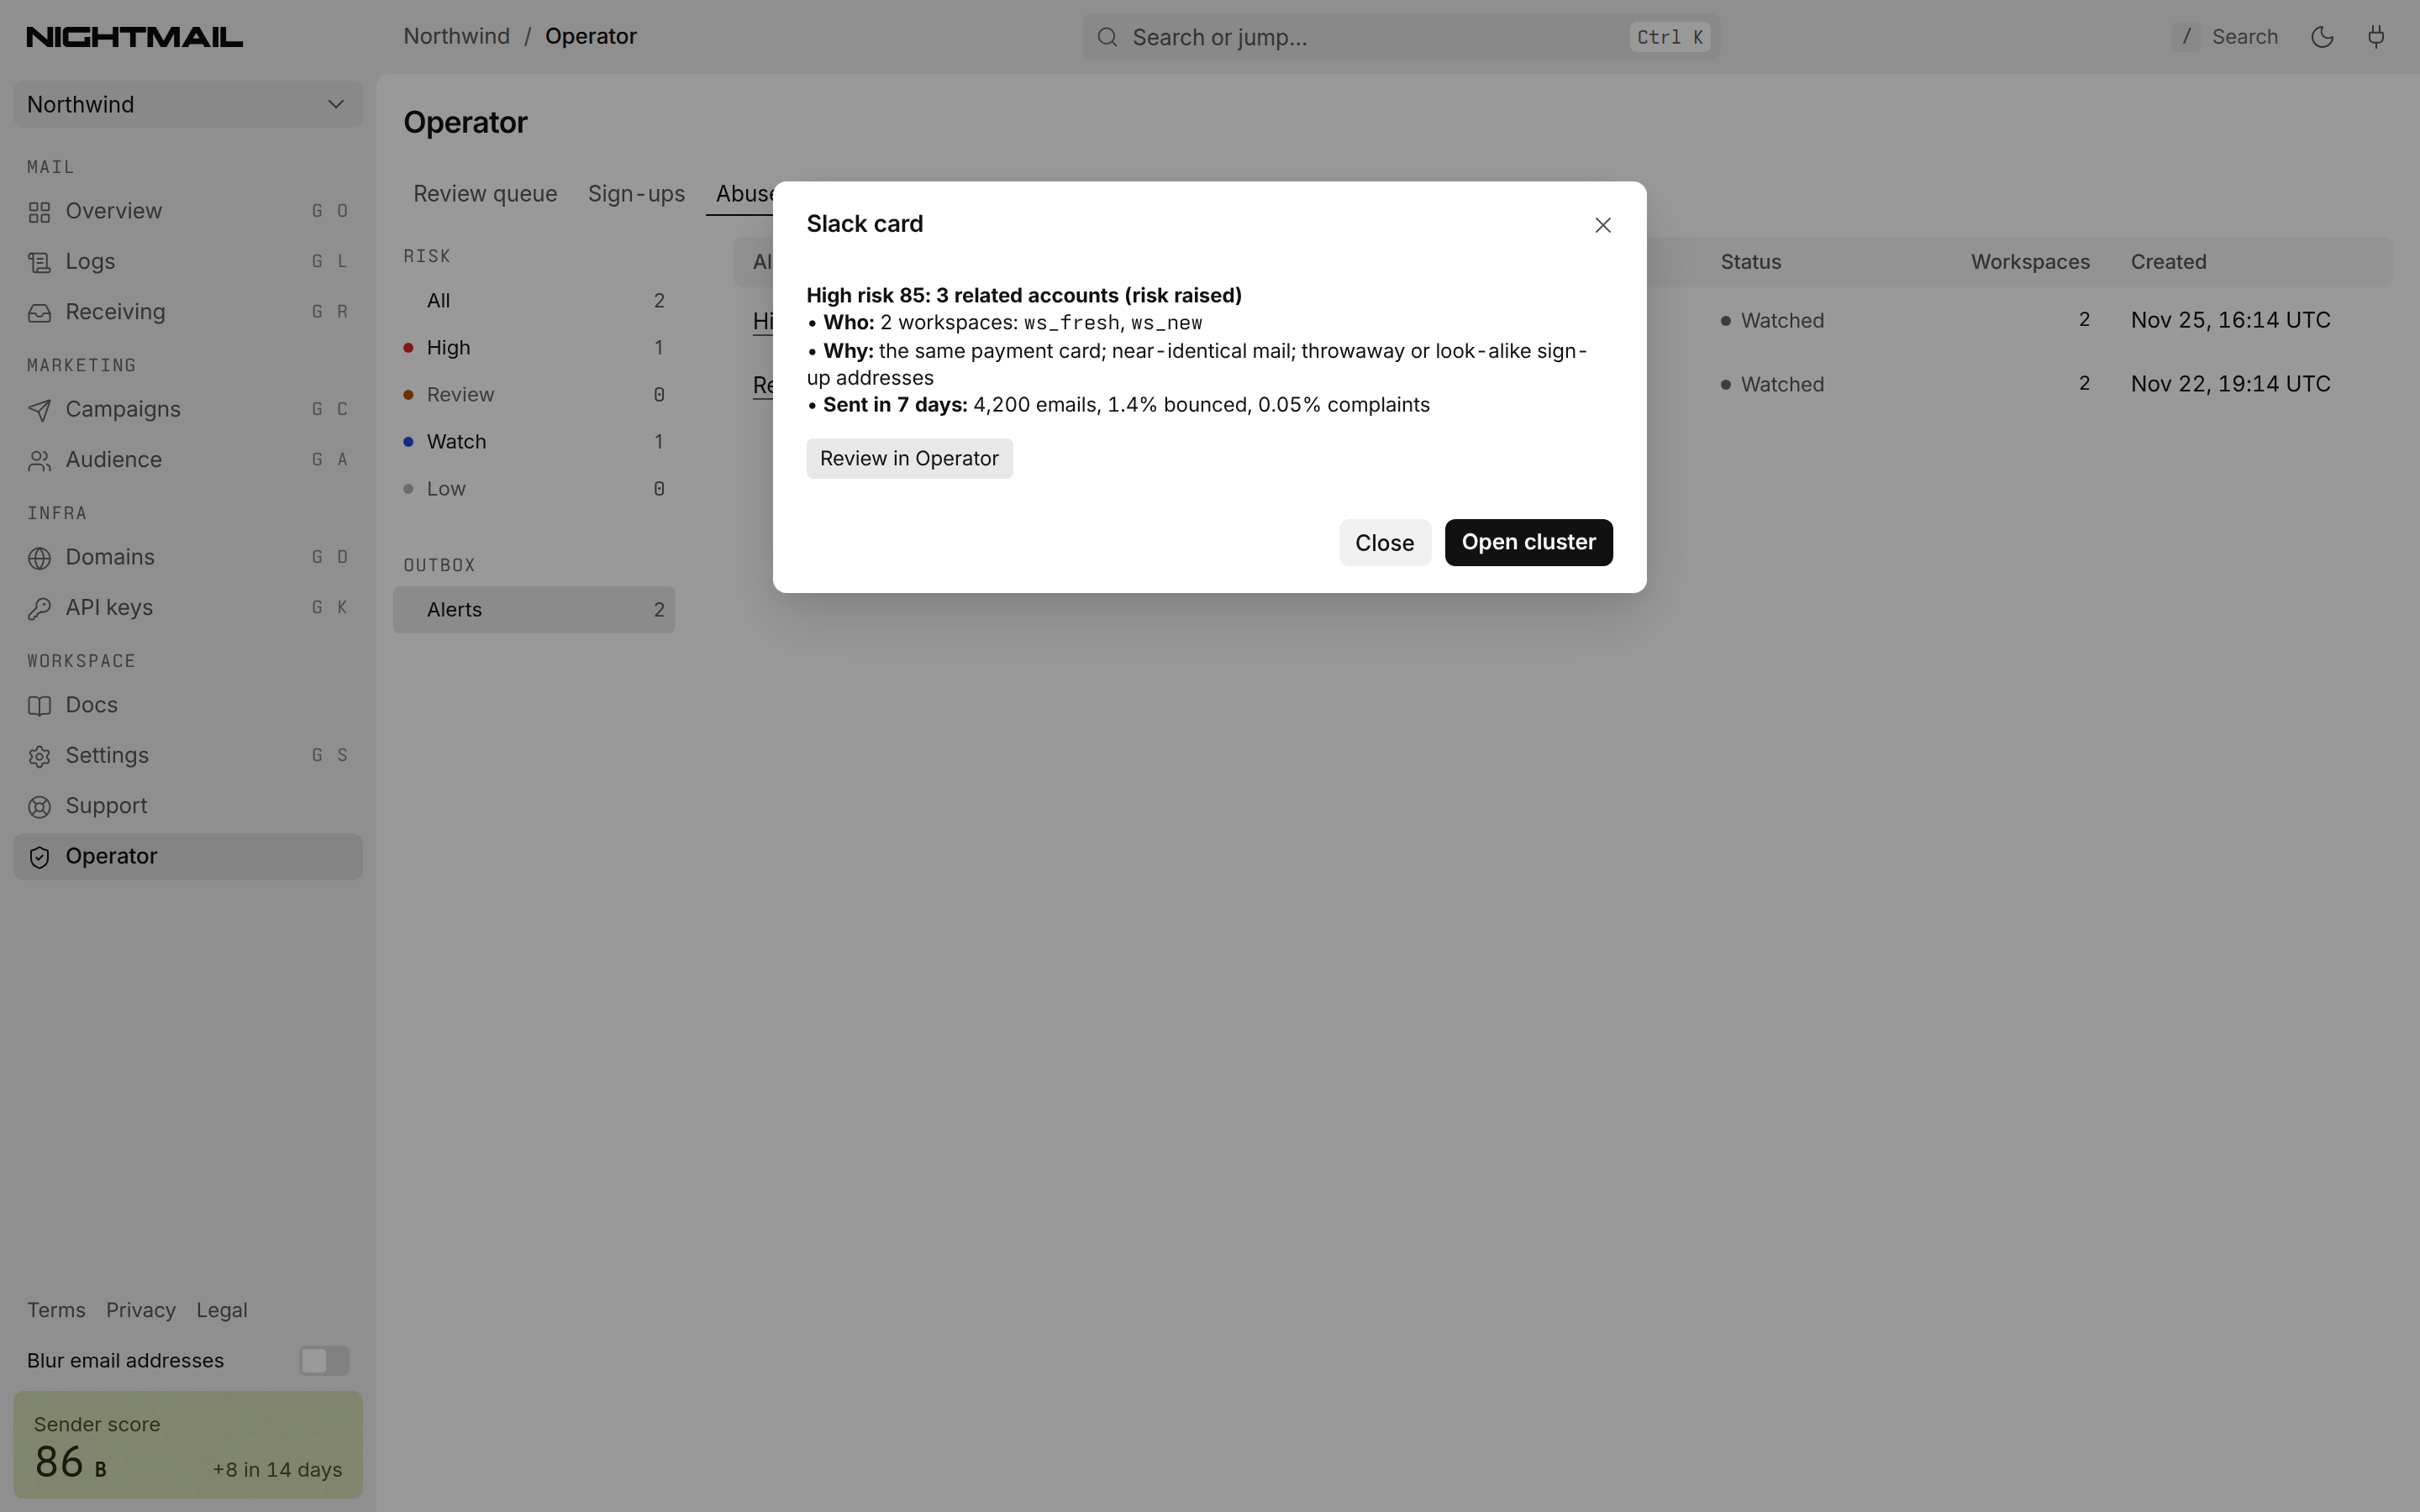 NIGHTMAIL
Northwind / Operator
Search or jump...
Ctrl K
/ Search
Northwind
MAIL
Overview G O
Logs G L
Receiving G R
MARKETING
Campaigns G C
Audience G A
INFRA
Domains G D
API keys G K
WORKSPACE
Docs
Settings G S
Support
Operator
Terms Privacy Legal
Blur email addresses
Sender score
86 B +8 in 14 days
Operator
Review queue Sign-ups
RISK
All 2
High 1
Review 0
Watch 1
Low 0
OUTBOX
Alerts 2
Status Workspaces Created
Watched 2 Nov 25, 16:14 UTC
Watched 2 Nov 22, 19:14 UTC
Slack card
High risk 85: 3 related accounts (risk raised)
• Who: 2 workspaces: ws_fresh, ws_new
• Why: the same payment card; near-identical mail; throwaway or look-alike sign-
up addresses
• Sent in 7 days: 4,200 emails, 1.4% bounced, 0.05% complaints
Review in Operator
Close Open cluster